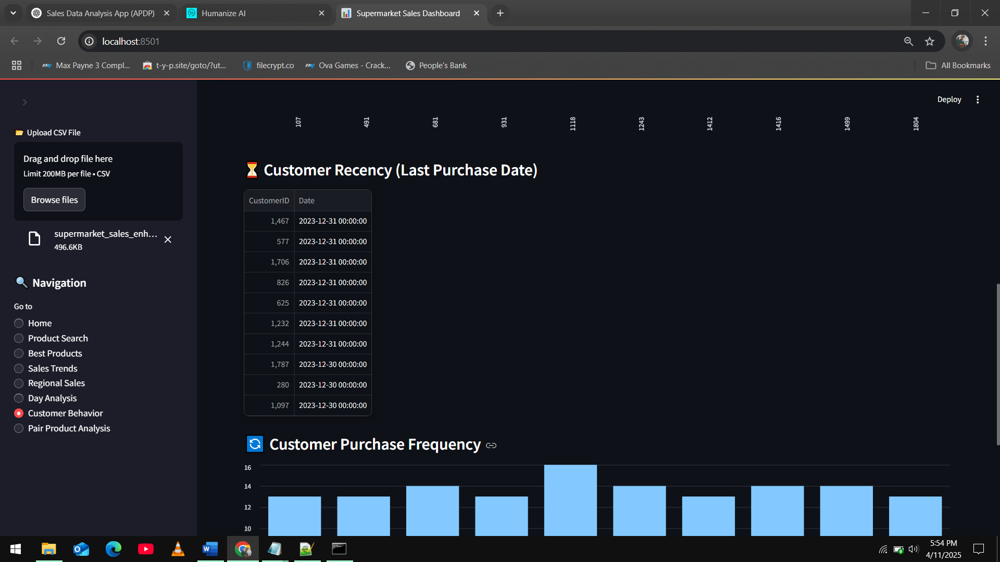 Sales Data Analysis App (APDP)
Humanize AI
Supermarket Sales Dashboard
localhost:8501
Max Payne 3 Compl...
t-y-p.site/goto/?ut...
filecrypt.co
Ova Games - Crack...
People's Bank
All Bookmarks
Deploy
Upload CSV File
Drag and drop file here
Limit 200MB per file • CSV
Browse files
supermarket_sales_enh...
496.6KB
Navigation
Go to
Home
Product Search
Best Products
Sales Trends
Regional Sales
Day Analysis
Customer Behavior
Pair Product Analysis
107 491 681 931 1118 1243 1412 1416 1499 1804
Customer Recency (Last Purchase Date)
CustomerID Date
1,467 2023-12-31 00:00:00
577 2023-12-31 00:00:00
1,706 2023-12-31 00:00:00
826 2023-12-31 00:00:00
625 2023-12-31 00:00:00
1,232 2023-12-31 00:00:00
1,244 2023-12-31 00:00:00
1,787 2023-12-30 00:00:00
280 2023-12-30 00:00:00
1,097 2023-12-30 00:00:00
Customer Purchase Frequency
16
14
12
10
5:54 PM
4/11/2025